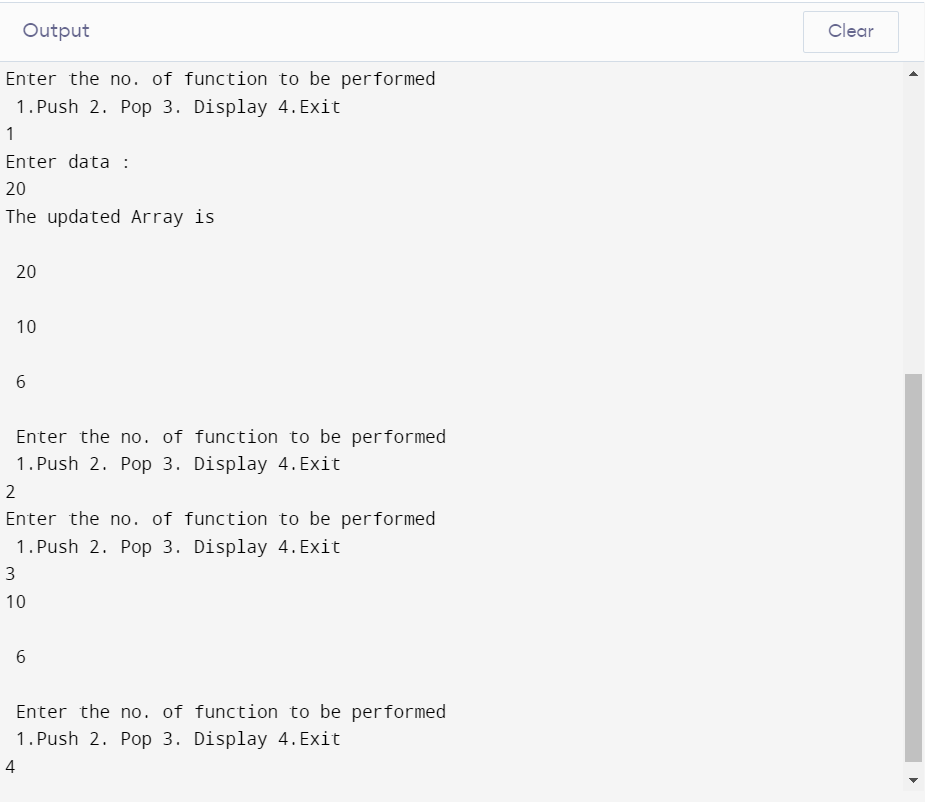 Output
Clear
Enter the no. of function to be performed
1.Push 2. Pop 3. Display 4.Exit
1
Enter data :
20
The updated Array is
20
10
6
Enter the no. of function to be performed
1.Push 2. Pop 3. Display 4.Exit
2
Enter the no. of function to be performed
1.Push 2. Pop 3. Display 4.Exit
3
10
6
Enter the no. of function to be performed
1.Push 2. Pop 3. Display 4.Exit
4